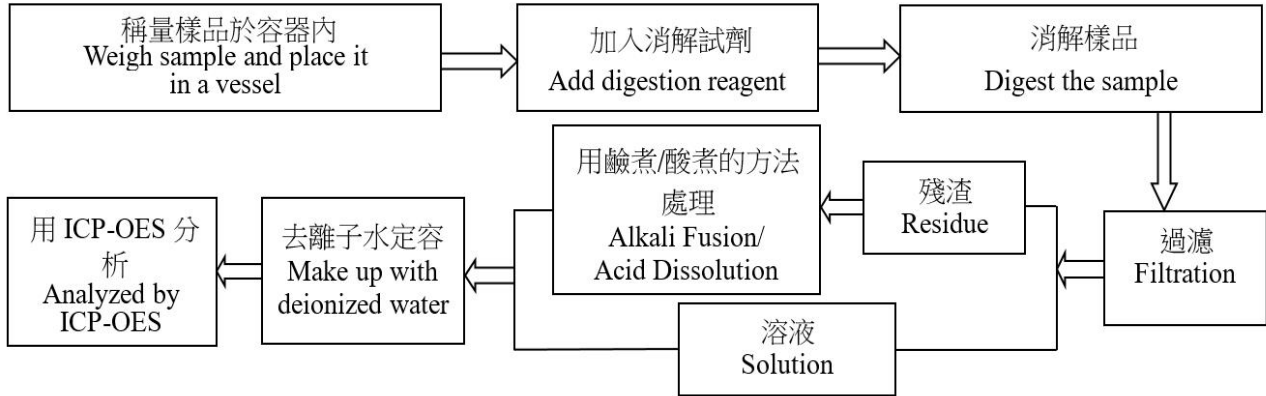 稱量樣品於容器內
Weigh sample and place it
in a vessel
加入消解試劑
Add digestion reagent
消解樣品
Digest the sample
過濾
Filtration
殘渣
Residue
用鹼煮/酸煮的方法
處理
Alkali Fusion/
Acid Dissolution
溶液
Solution
去離子水定容
Make up with
deionized water
用 ICP-OES 分
析
Analyzed by
ICP-OES